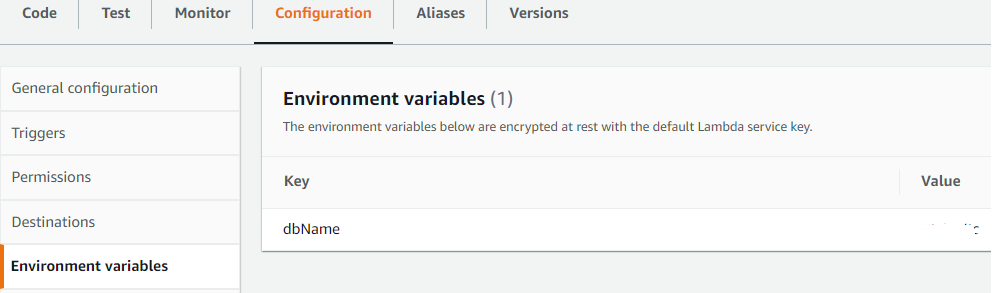 Code Test Monitor Configuration Aliases Versions
General configuration
Triggers
Permissions
Destinations
Environment variables
Environment variables (1)
The environment variables below are encrypted at rest with the default Lambda service key.
Key Value
dbName